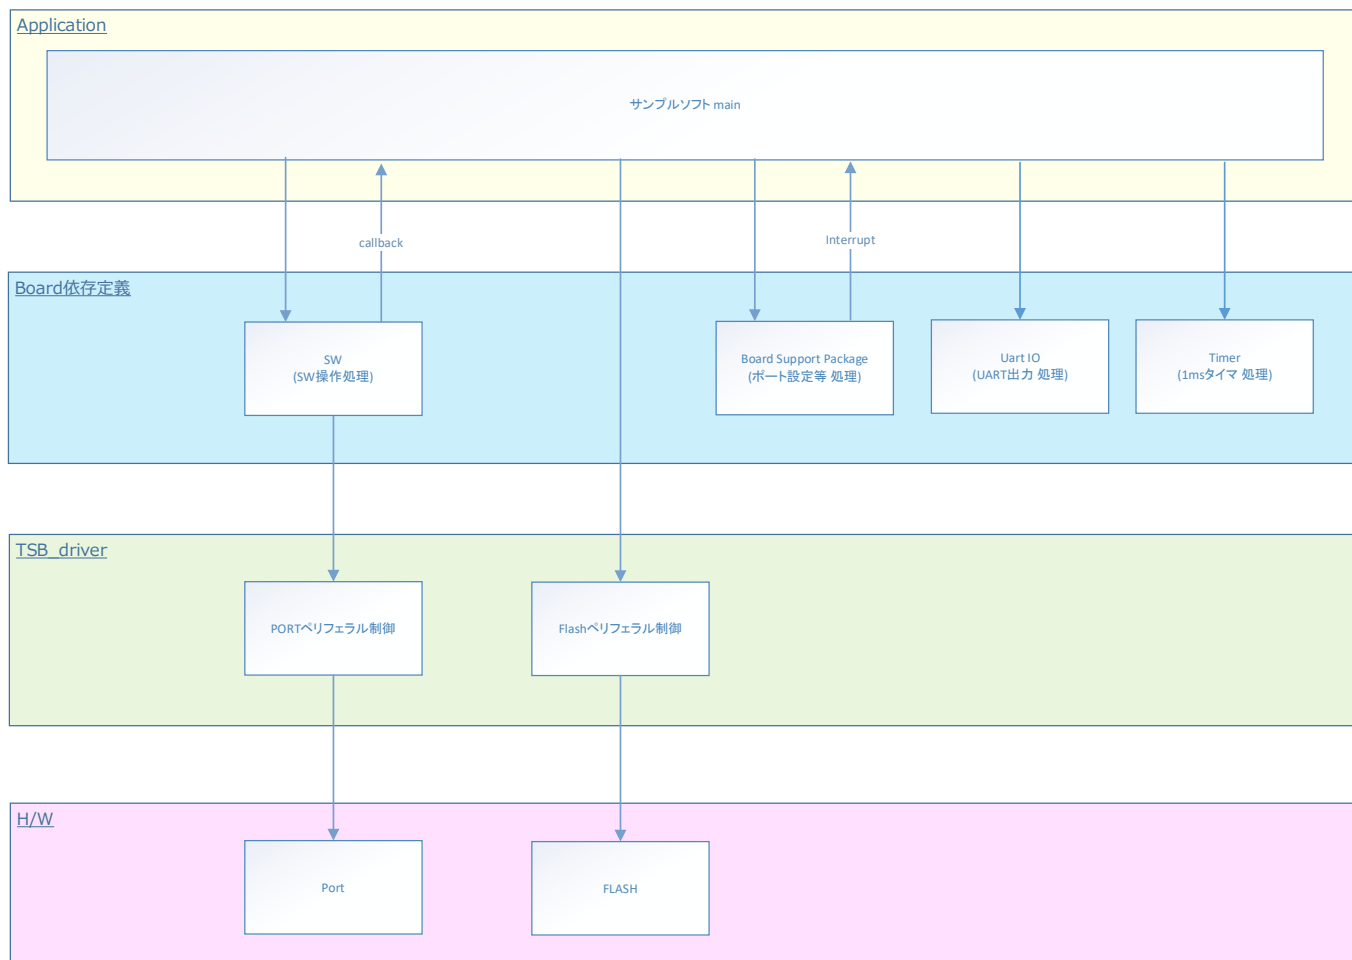 Application
サンプルソフト main
callback
Interrupt
Board依存定義
SW
(SW操作処理)
Board Support Package
(ポート設定等 処理)
Uart IO
(UART出力 処理)
Timer
(1msタイマ 処理)
TSB_driver
PORTペリフェラル制御
Flashペリフェラル制御
H/W
Port
FLASH